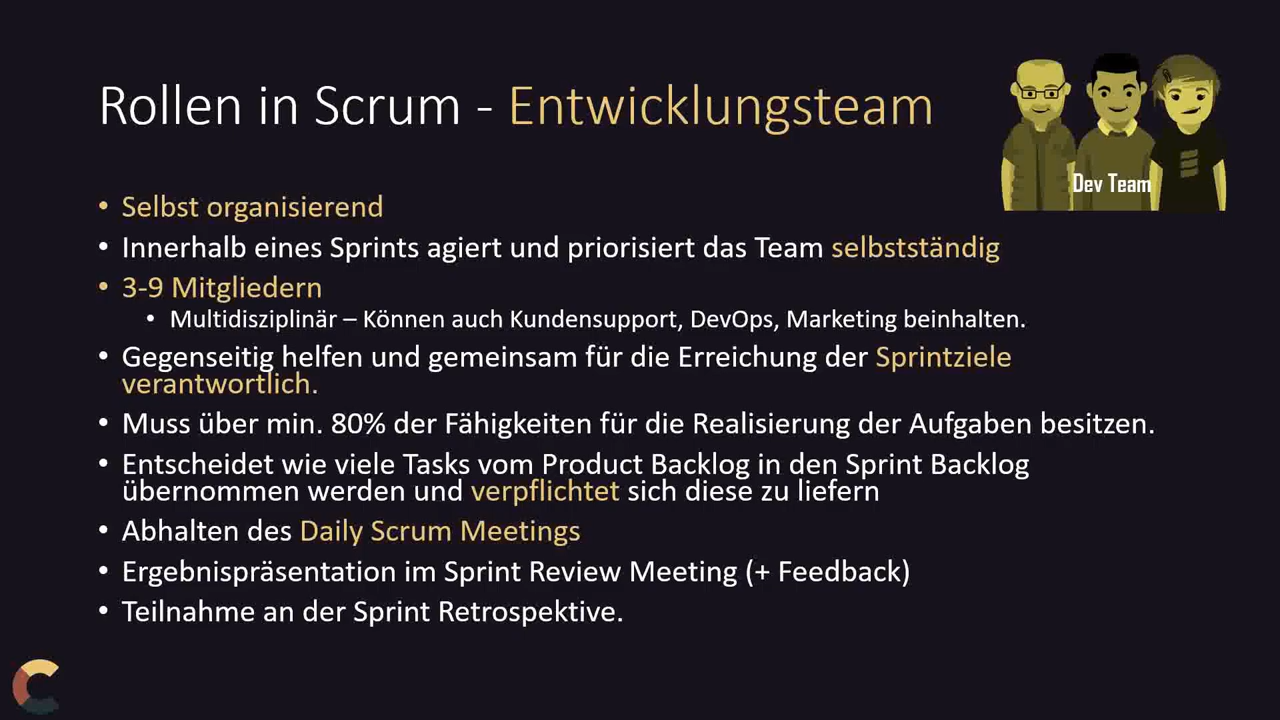 Rollen in Scrum - Entwicklungsteam
Dev Team
• Selbst organisierend
• Innerhalb eines Sprints agiert und priorisiert das Team selbstständig
• 3-9 Mitgliedern
• Multidisziplinär – Können auch Kundensupport, DevOps, Marketing beinhalten.
• Gegenseitig helfen und gemeinsam für die Erreichung der Sprintziele
verantwortlich.
• Muss über min. 80% der Fähigkeiten für die Realisierung der Aufgaben besitzen.
• Entscheidet wie viele Tasks vom Product Backlog in den Sprint Backlog
übernommen werden und verpflichtet sich diese zu liefern
• Abhalten des Daily Scrum Meetings
• Ergebnispräsentation im Sprint Review Meeting (+ Feedback)
• Teilnahme an der Sprint Retrospektive.